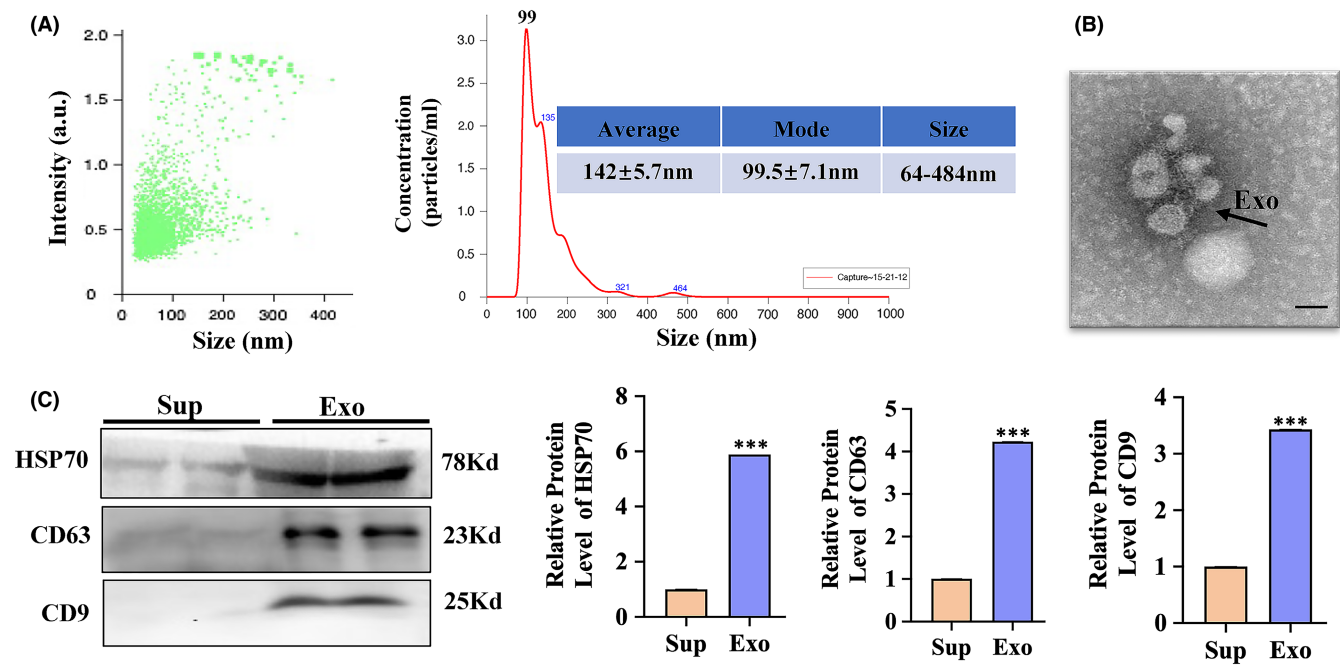 (A)
2.0
1.5
1.0
0.5
0
Intensity (a.u.)
0 100 200 300 400
Size (nm)
99
3.0
2.5
2.0
1.5
1.0
0.5
0
Concentration
(particles/ml)
135
321
464
Capture~15-21-12
0 100 200 300 400 500 600 700 800 900 1000
Size (nm)
Average Mode Size
142±5.7nm 99.5±7.1nm 64-484nm
(B)
Exo
(C)
Sup Exo
HSP70 78Kd
CD63 23Kd
CD9 25Kd
Relative Protein
Level of HSP70
8
6
4
2
0
***
Sup Exo
Relative Protein
Level of CD63
5
4
3
2
1
0
***
Sup Exo
Relative Protein
Level of CD9
4
3
2
1
0
***
Sup Exo